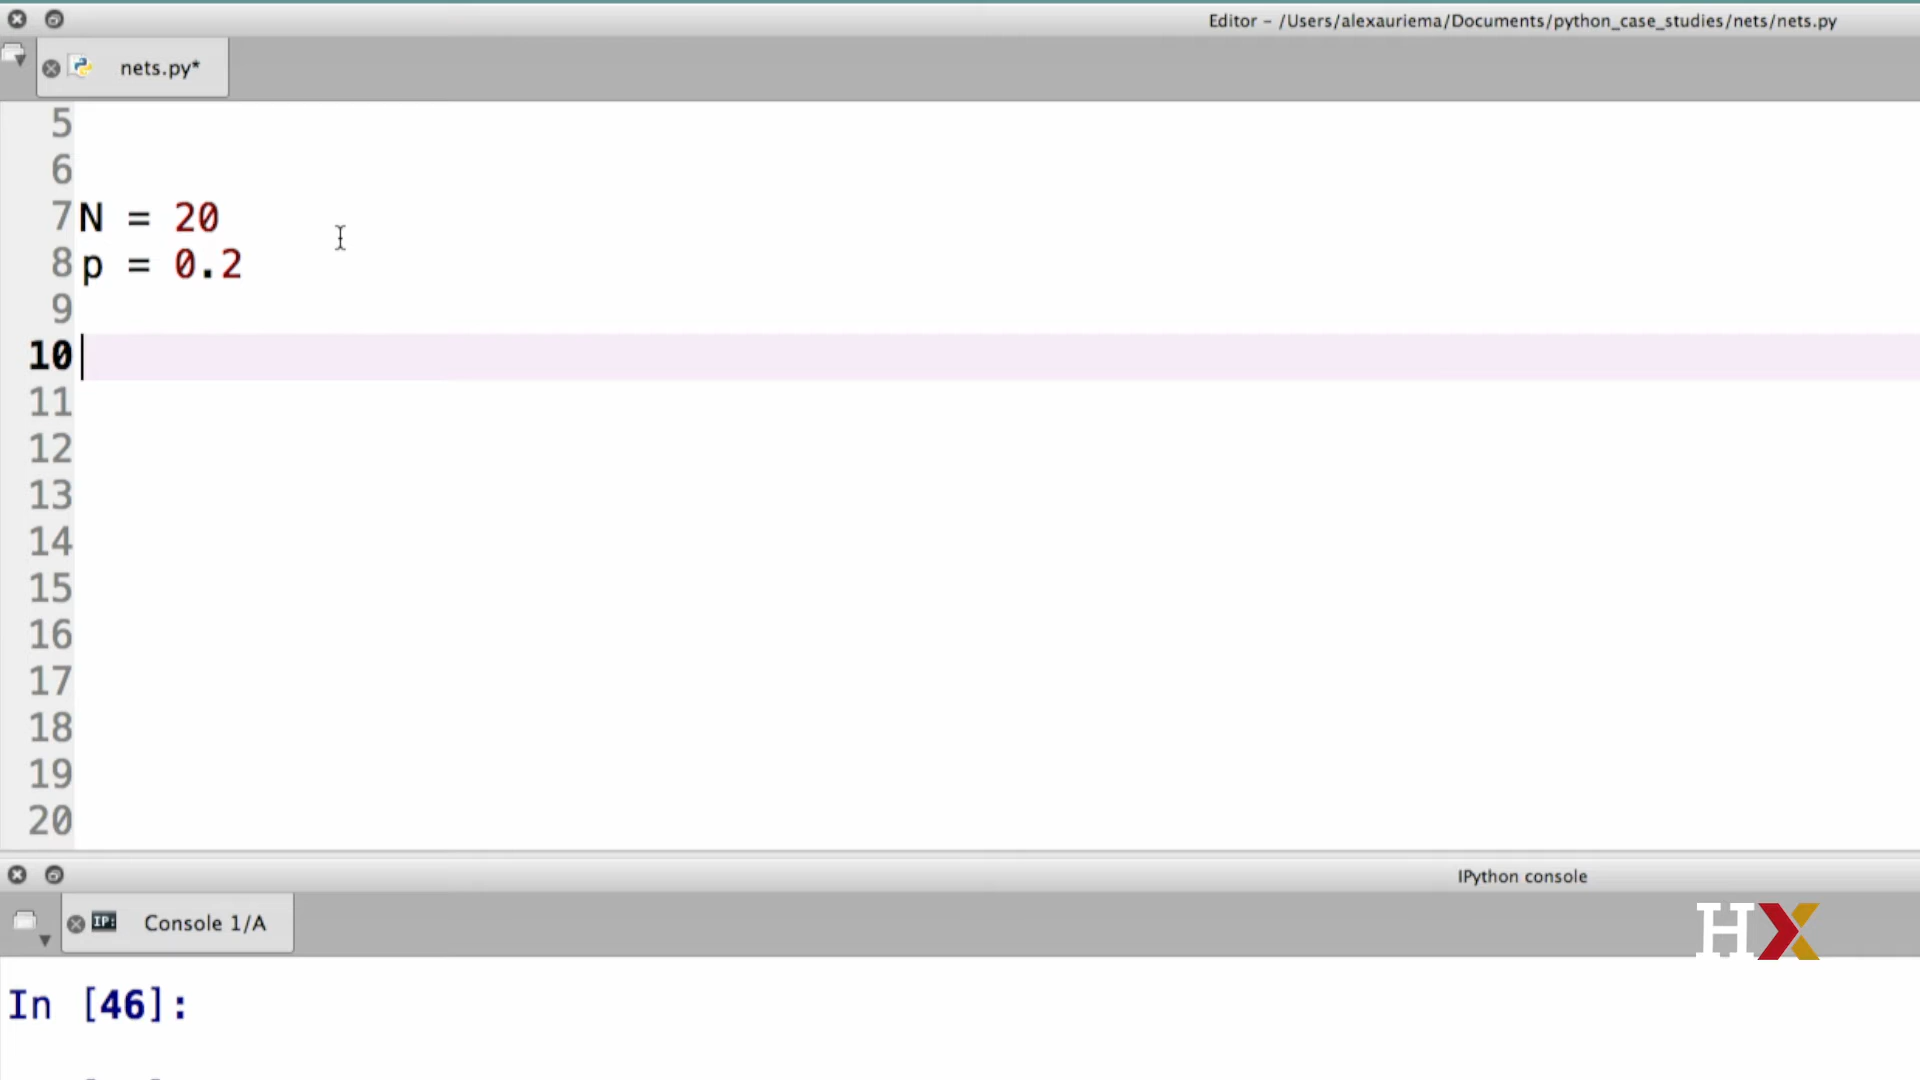 Editor – /Users/alexauriema/Documents/python_case_studies/nets/nets.py
nets.py*
5
6
7 N = 20
8 p = 0.2
9
10
11
12
13
14
15
16
17
18
19
20
IPython console
IP: Console 1/A
HX
In [46]: